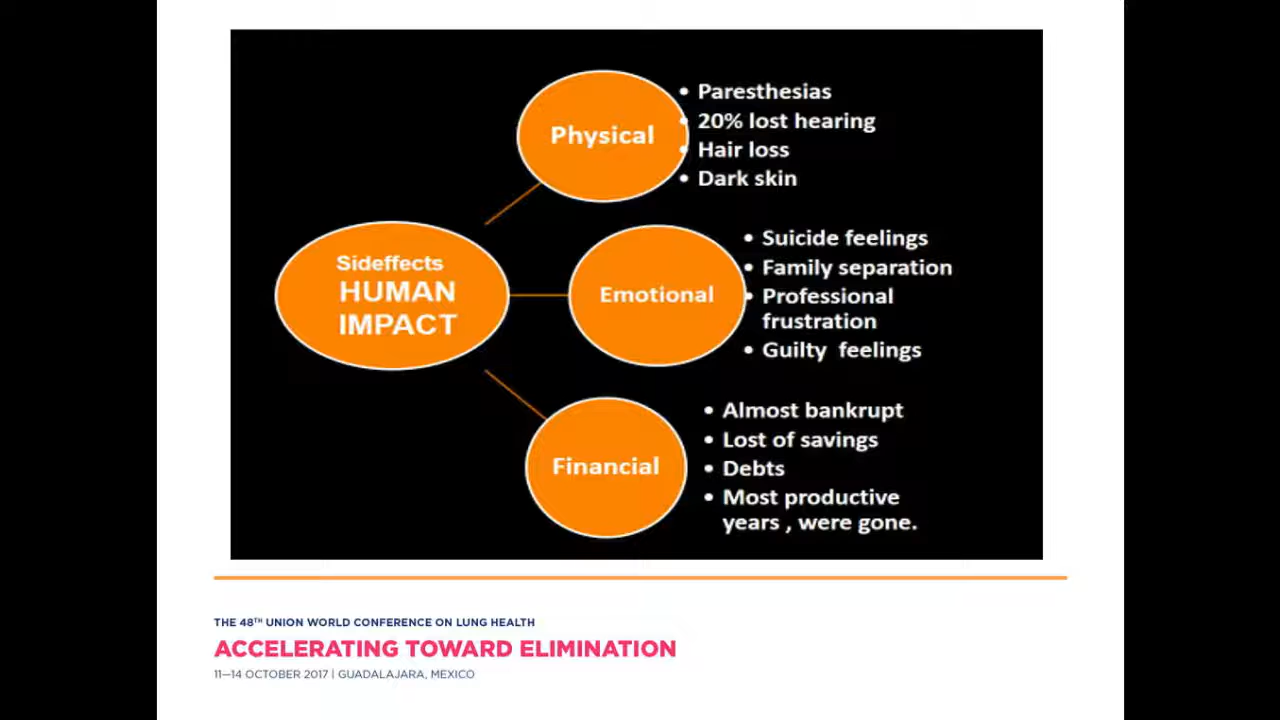 Physical
• Paresthesias
• 20% lost hearing
• Hair loss
• Dark skin
Sideffects
HUMAN
IMPACT
Emotional
• Suicide feelings
• Family separation
• Professional
frustration
• Guilty feelings
Financial
• Almost bankrupt
• Lost of savings
• Debts
• Most productive
years , were gone.
THE 48TH UNION WORLD CONFERENCE ON LUNG HEALTH
ACCELERATING TOWARD ELIMINATION
11—14 OCTOBER 2017 | GUADALAJARA, MEXICO